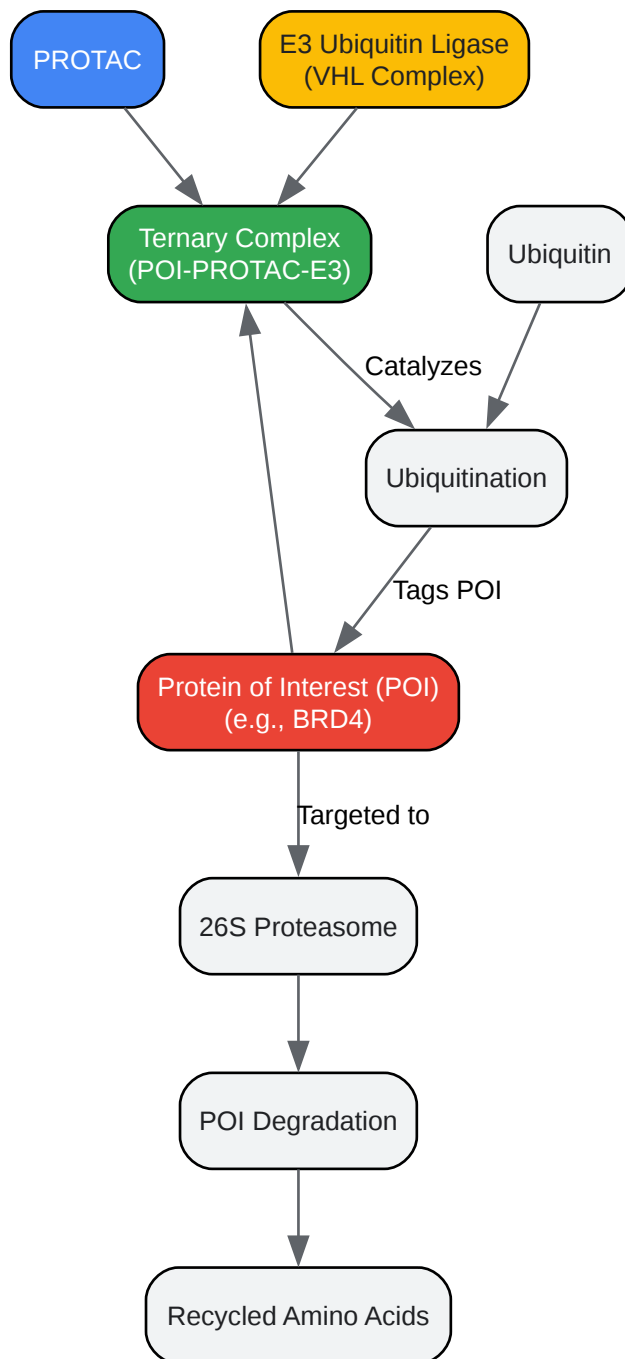 PROTAC
E3 Ubiquitin Ligase
(VHL Complex)
Ternary Complex
(POI-PROTAC-E3)
Ubiquitin
Catalyzes
Ubiquitination
Tags POI
Protein of Interest (POI)
(e.g., BRD4)
Targeted to
26S Proteasome
POI Degradation
Recycled Amino Acids